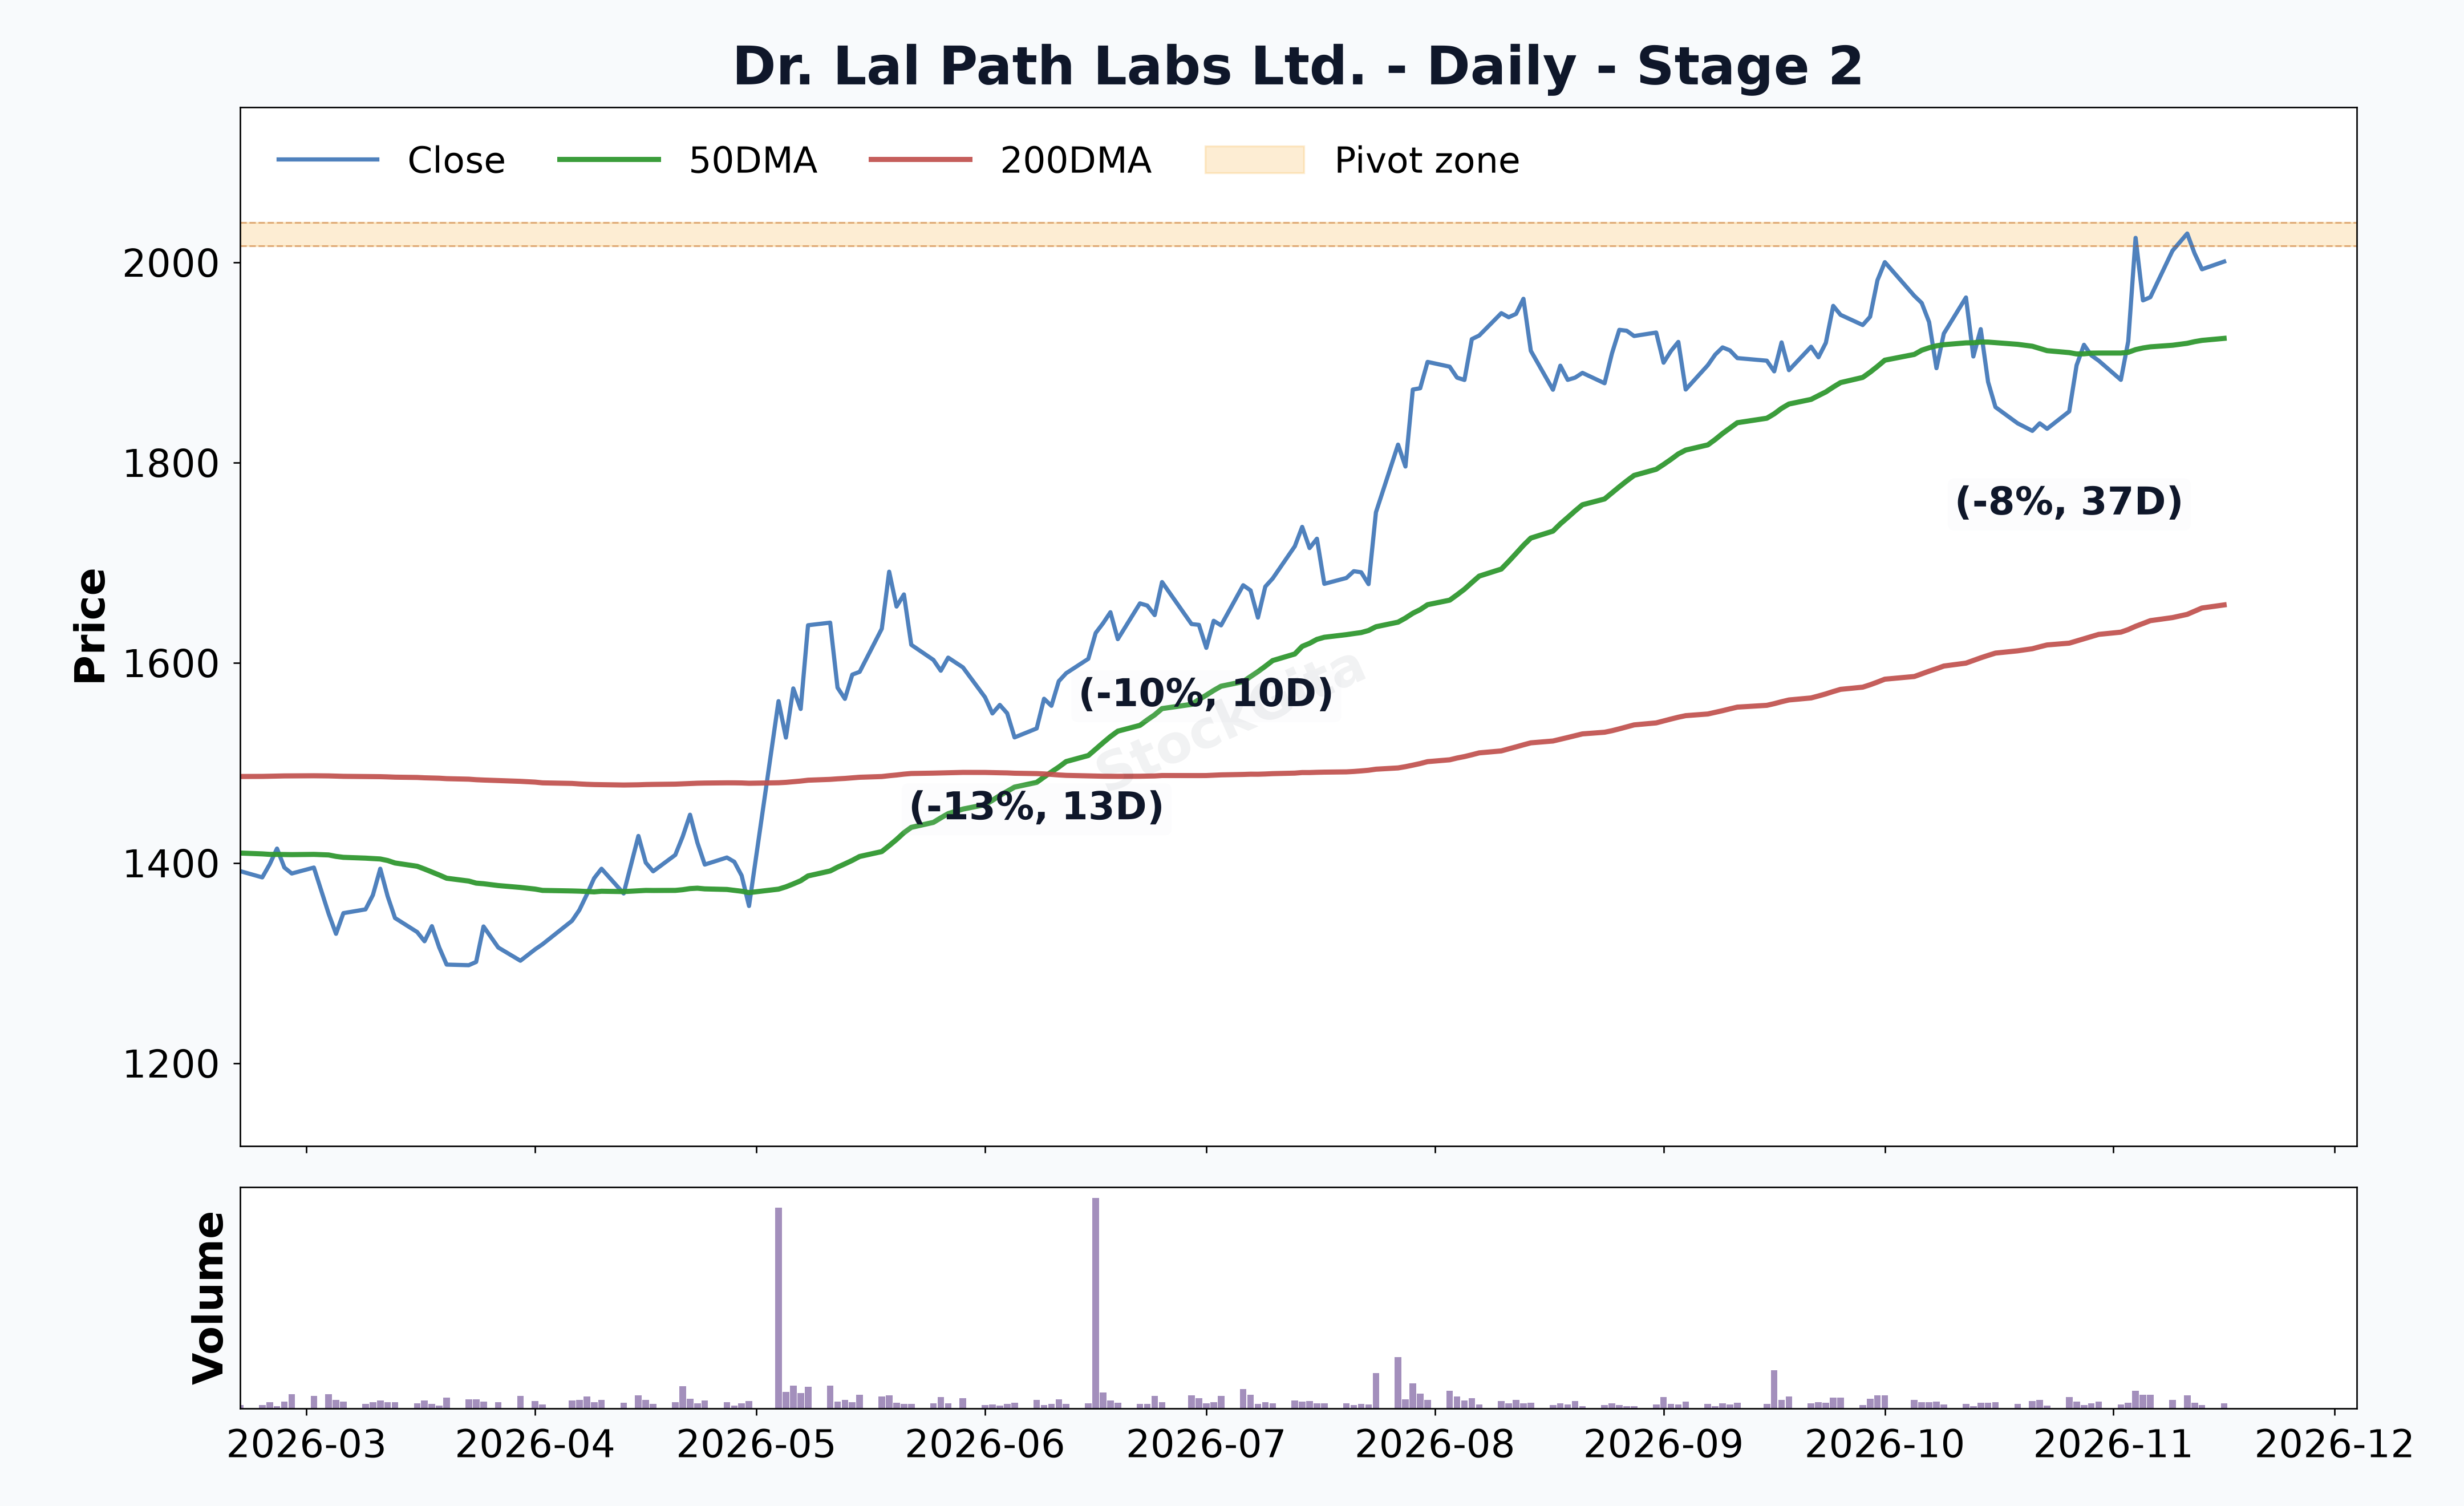 Dr. Lal Path Labs Ltd. - Daily - Stage 2
Close 50DMA 200DMA Pivot zone
2000
1800
1600
1400
1200
Price
(-8%, 37D)
(-10%, 10D)
(-13%, 13D)
Volume
2026-03 2026-04 2026-05 2026-06 2026-07 2026-08 2026-09 2026-10 2026-11 2026-12